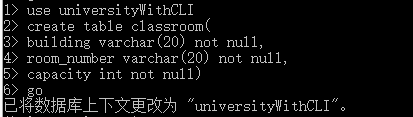 1> use universityWithCLI
2> create table classroom(
3> building varchar(20) not null,
4> room_number varchar(20) not null,
5> capacity int not null)
6> go
已将数据库上下文更改为 "universityWithCLI"。